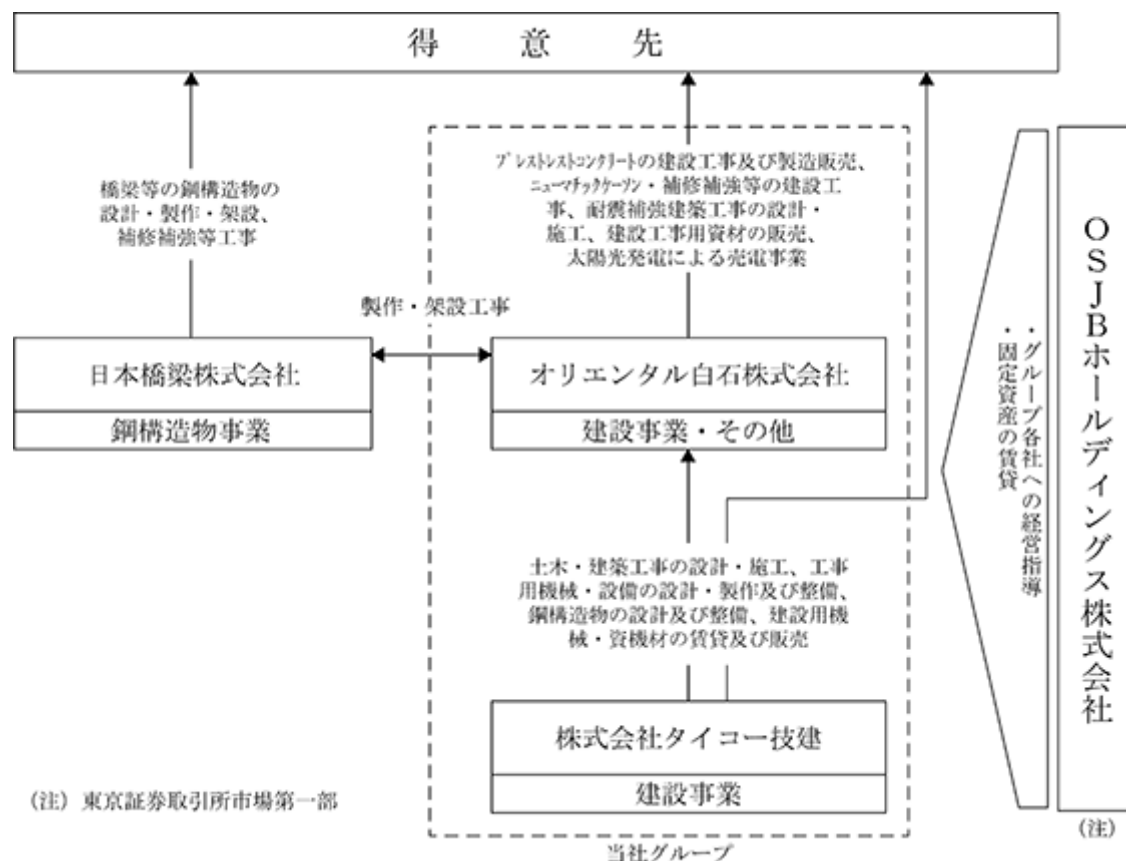 得意先
橋梁等の鋼構造物の
設計・製作・架設、
補修補強等工事
プレストレストコンクリートの建設工事及び製造販売、
ニューマチックケーソン・補修補強等の建設工
事、耐震補強建築工事の設計・
施工、建設工事用資材の販売、
太陽光発電による売電事業
製作・架設工事
日本橋梁株式会社
鋼構造物事業
オリエンタル白石株式会社
建設事業・その他
土木・建築工事の設計・施工、工事
用機械・設備の設計・製作及び整備、
鋼構造物の設計及び整備、建設用機
械・資機材の賃貸及び販売
株式会社タイコー技建
建設事業
当社グループ
・グループ各社への経営指導
・固定資産の賃貸
OSJBホールディングス株式会社
(注)
(注) 東京証券取引所市場第一部